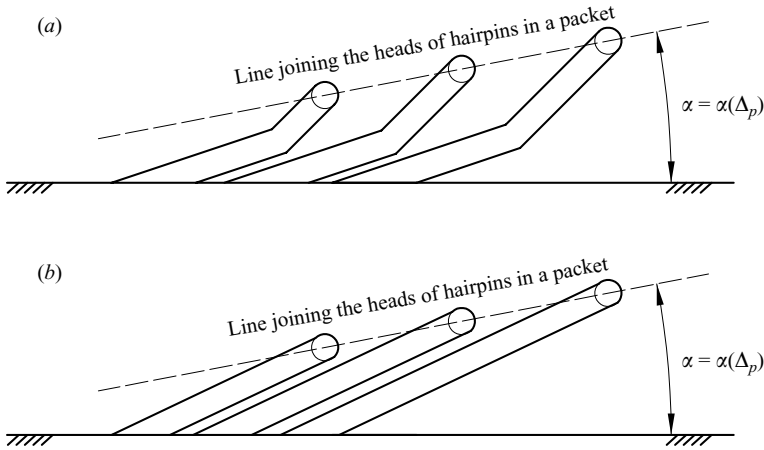 (a)
Line joining the heads of hairpins in a packet
α = α(Δp)
(b)
Line joining the heads of hairpins in a packet
α = α(Δp)